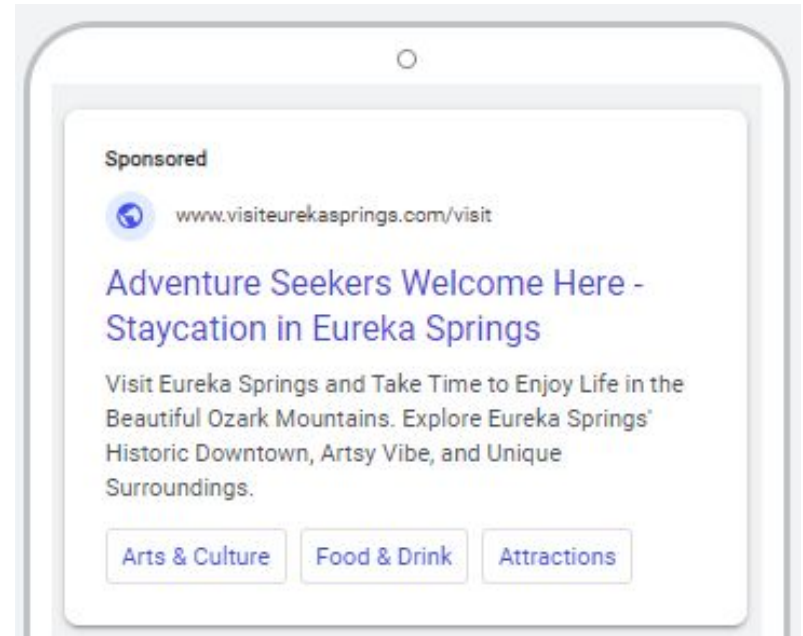 Sponsored
www.visiteurekasprings.com/visit
Adventure Seekers Welcome Here -
Staycation in Eureka Springs
Visit Eureka Springs and Take Time to Enjoy Life in the
Beautiful Ozark Mountains. Explore Eureka Springs'
Historic Downtown, Artsy Vibe, and Unique
Surroundings.
Arts & Culture Food & Drink Attractions